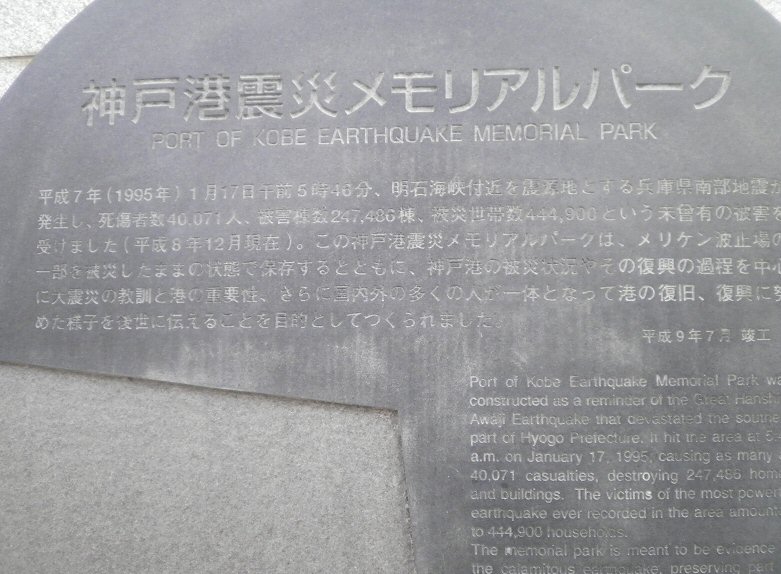 神戸港震災メモリアルパーク
PORT OF KOBE EARTHQUAKE MEMORIAL PARK
平成7年(1995年)1月17日午前5時46分、明石海峡付近を震源地とする兵庫県南部地震が
発生し、死傷者数40,071人、被害棟数247,486棟、被災世帯数444,900という未曽有の被害を
受けました(平成8年12月現在)。この神戸港震災メモリアルパークは、メリケン波止場の
一部を被災したままの状態で保存するとともに、神戸港の被災状況やその復興の過程を中心
に大震災の教訓と港の重要性、さらに国内外の多くの人が一体となって港の復旧、復興に努
めた様子を後世に伝えることを目的としてつくられました。
平成9年7月 竣工
Port of Kobe Earthquake Memorial Park
constructed as a reminder of the Great
Awaji Earthquake that devastated the
part of Hyogo Prefecture. It hit the area at
a.m. on January 17, 1995, causing as many
40,071 casualties, destroying 247,486
and buildings. The victims of the most
earthquake ever recorded in the area
to 444,900 households.
The memorial park is meant to be evidence
the calamitous earthquake, preserving